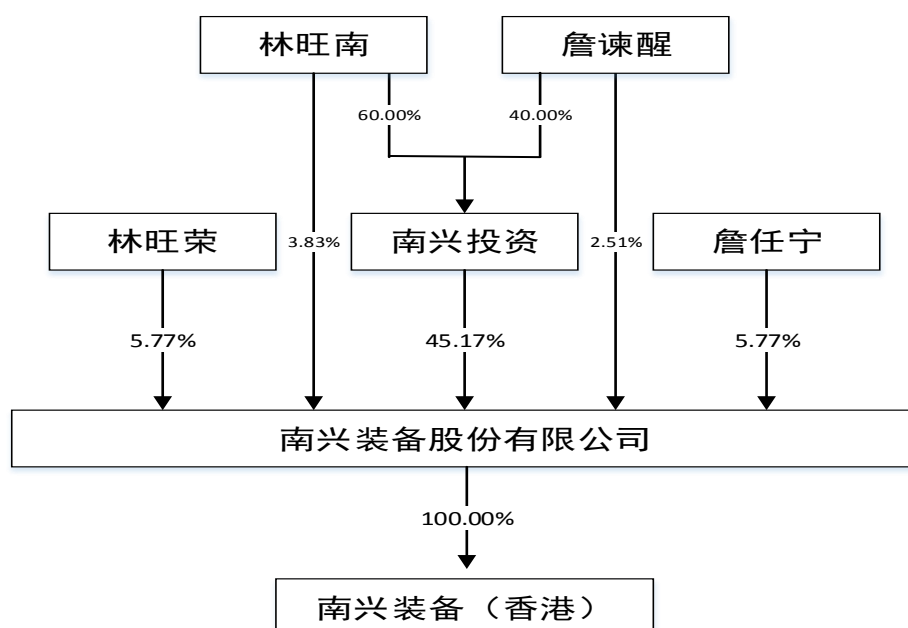 林旺南
詹谏醒
60.00%
40.00%
林旺荣
3.83%
南兴投资
2.51%
詹任宁
5.77%
45.17%
5.77%
南兴装备股份有限公司
100.00%
南兴装备（香港）